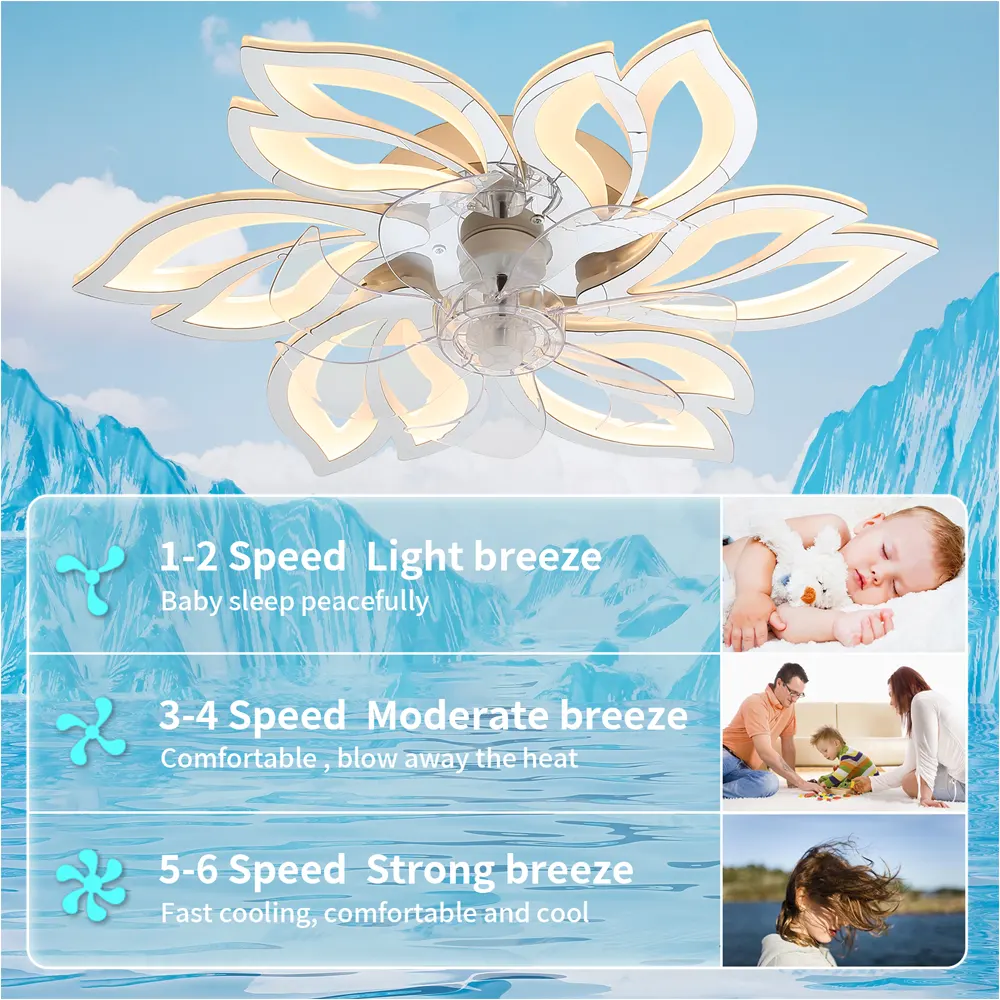 1-2 Speed Light breeze
Baby sleep peacefully
3-4 Speed Moderate breeze
Comfortable , blow away the heat
5-6 Speed Strong breeze
Fast cooling, comfortable and cool